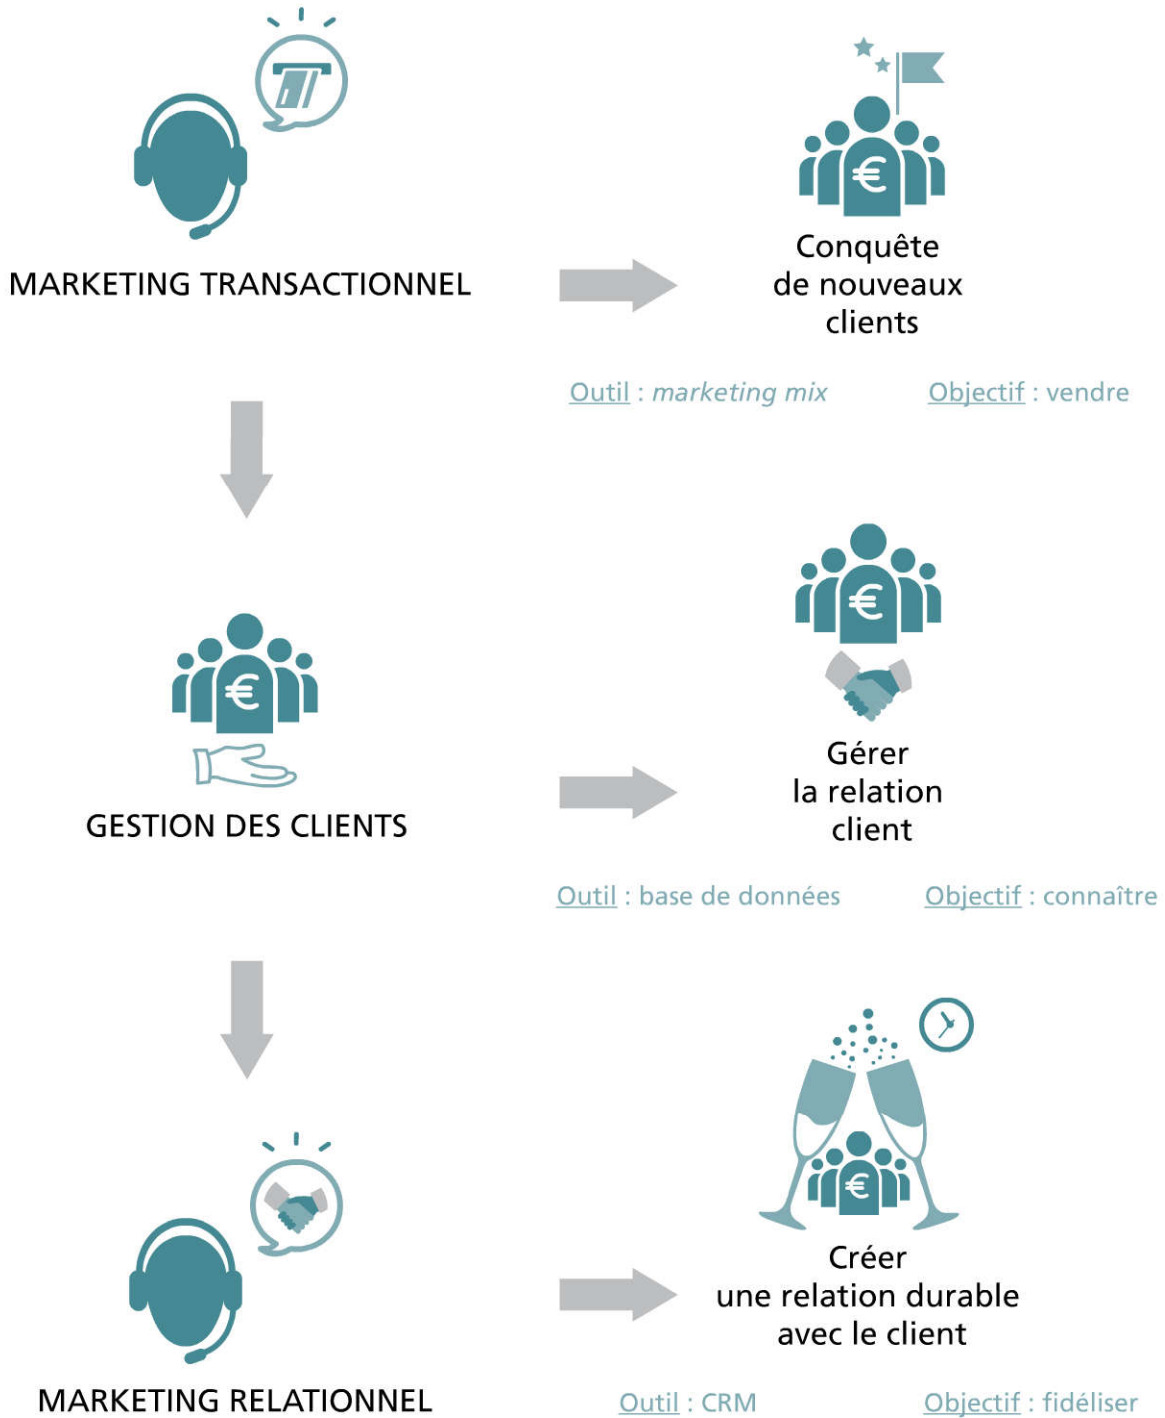 MARKETING TRANSACTIONNEL
Conquête
de nouveaux
clients
Outil : marketing mix
Objectif : vendre
GESTION DES CLIENTS
Gérer
la relation
client
Outil : base de données
Objectif : connaître
MARKETING RELATIONNEL
Créer
une relation durable
avec le client
Outil : CRM
Objectif : fidéliser